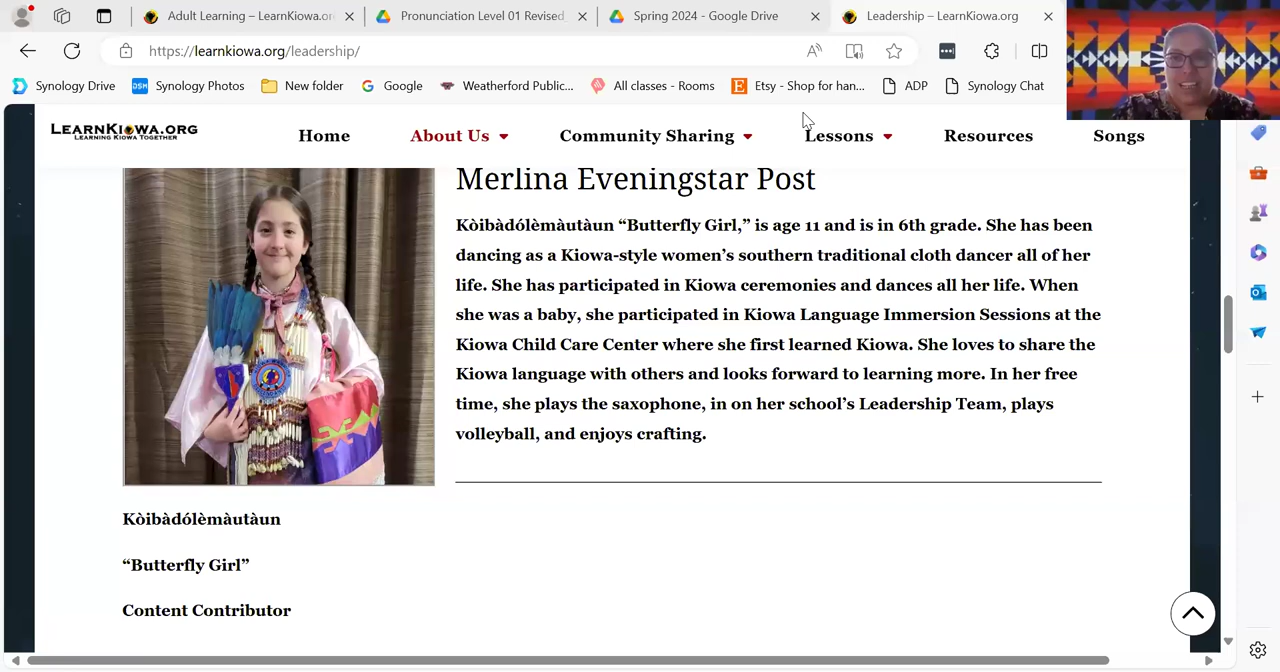 Adult Learning – LearnKiowa.or
Pronunciation Level 01 Revised_
Spring 2024 - Google Drive
Leadership – LearnKiowa.org
https://learnkiowa.org/leadership/
Synology Drive
DSM Synology Photos
New folder
Google
Weatherford Public...
All classes - Rooms
E Etsy - Shop for han...
ADP
Synology Chat
LEARNKIOWA.ORG
LEARNING KIOWA TOGETHER
Home
About Us
Community Sharing
Lessons
Resources
Songs
Merlina Eveningstar Post
Kòibàdólèmàutàun “Butterfly Girl,” is age 11 and is in 6th grade. She has been
dancing as a Kiowa-style women’s southern traditional cloth dancer all of her
life. She has participated in Kiowa ceremonies and dances all her life. When
she was a baby, she participated in Kiowa Language Immersion Sessions at the
Kiowa Child Care Center where she first learned Kiowa. She loves to share the
Kiowa language with others and looks forward to learning more. In her free
time, she plays the saxophone, in on her school’s Leadership Team, plays
volleyball, and enjoys crafting.
Kòibàdólèmàutàun
“Butterfly Girl”
Content Contributor